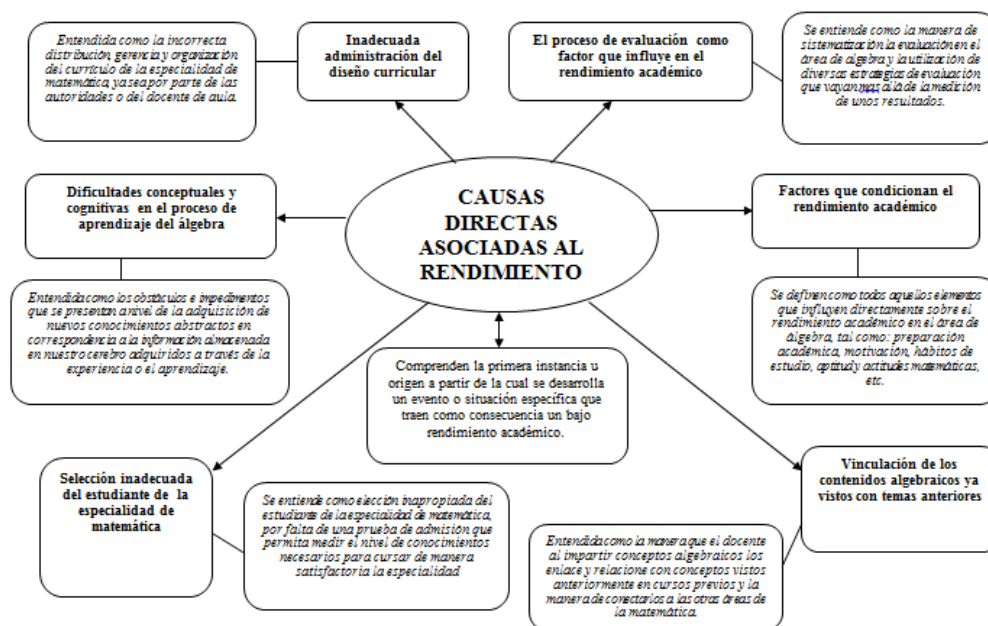 Entendida como la incorrecta
distribución, gerencia y organización
del currículo de la especialidad de
matemática, ya sea por parte de las
autoridades o del docente de aula.
Inadecuada
administración del
diseño curricular
El proceso de evaluación como
factor que influye en el
rendimiento académico
Se entiende como la manera de
sistematización la evaluación en el
área de algebra y la utilización de
diversas estrategias de evaluación
que vayan mas allá de la medición
de unos resultados.
Dificultades conceptuales y
cognitivas en el proceso de
aprendizaje del álgebra
CAUSAS
DIRECTAS
ASOCIADAS AL
RENDIMIENTO
Factores que condicionan el
rendimiento académico
Entendida como los obstáculos e impedimentos
que se presentan a nivel de la adquisición de
nuevos conocimientos abstractos en
correspondencia a la información almacenada
en nuestro cerebro adquiridos a través de la
experiencia o el aprendizaje.
Se definen como todos aquellos elementos
que influyen directamente sobre el
rendimiento académico en el área de
álgebra, tal como: preparación
académica, motivación, hábitos de
estudio, aptitud y actitudes matemáticas,
etc.
Comprenden la primera instancia u
origen a partir de la cual se desarrolla
un evento o situación específica que
traen como consecuencia un bajo
rendimiento académico.
Selección inadecuada
del estudiante de la
especialidad de
matemática
Se entiende como elección inapropiada del
estudiante de la especialidad de matemática,
por falta de una prueba de admisión que
permita medir el nivel de conocimientos
necesarios para cursar de manera
satisfactoria la especialidad
Vinculación de los
contenidos algebraicos ya
vistos con temas anteriores
Entendida como la manera que el docente
al impartir conceptos algebraicos los
enlace y relacione con conceptos vistos
anteriormente en cursos previos y la
manera de conectarlos a las otras áreas de
la matemática.